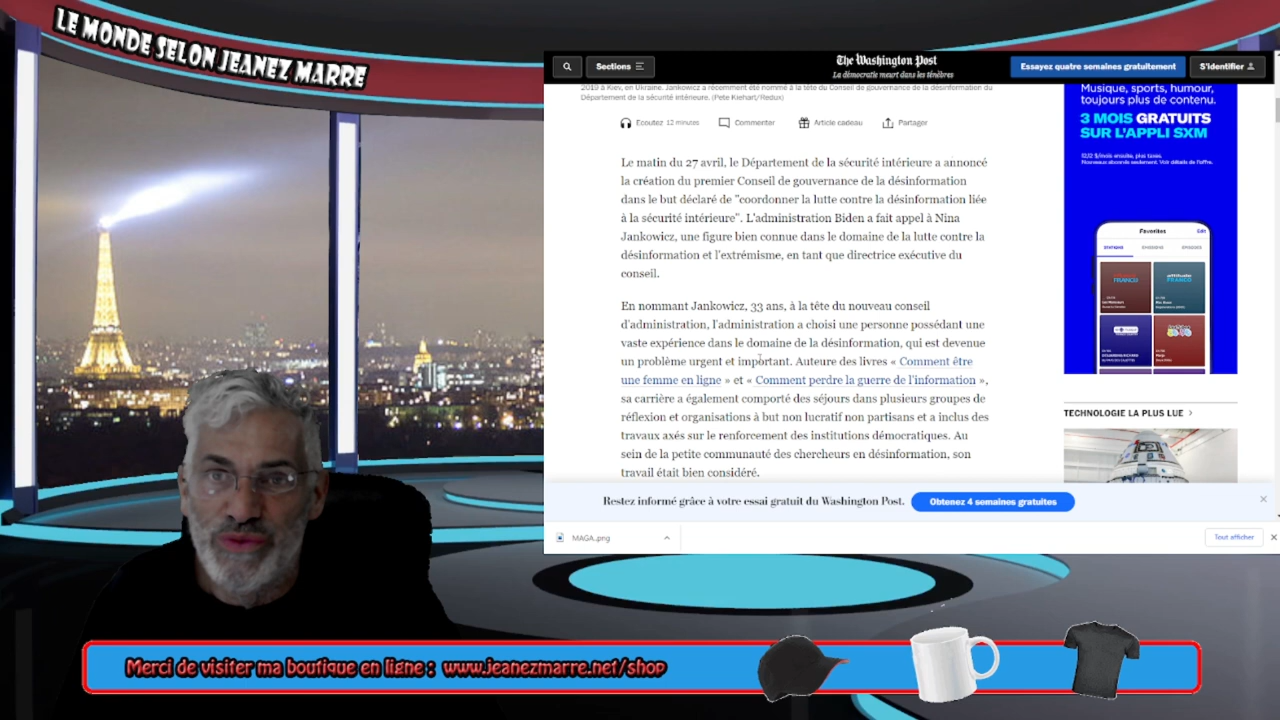 LE MONDE SELON JEANEZ MARRE
Sections
The Washington Post
La démocratie meurt dans les ténèbres
Essayez quatre semaines gratuitement
S'identifier
2019 à Kiev, en Ukraine. Jankowicz a récemment été nommé à la tête du Conseil de gouvernance de la désinformation du
Département de la sécurité intérieure. (Pete Kiehart/Redux)
Ecoutez 12 minutes
Commenter
Article cadeau
Partager
Le matin du 27 avril, le Département de la sécurité intérieure a annoncé
la création du premier Conseil de gouvernance de la désinformation
dans le but déclaré de "coordonner la lutte contre la désinformation liée
à la sécurité intérieure". L'administration Biden a fait appel à Nina
Jankowicz, une figure bien connue dans le domaine de la lutte contre la
désinformation et l'extrémisme, en tant que directrice exécutive du
conseil.
En nommant Jankowicz, 33 ans, à la tête du nouveau conseil
d'administration, l'administration a choisi une personne possédant une
vaste expérience dans le domaine de la désinformation, qui est devenue
un problème urgent et important. Auteure des livres « Comment être
une femme en ligne » et « Comment perdre la guerre de l'information »,
sa carrière a également comporté des séjours dans plusieurs groupes de
réflexion et organisations à but non lucratif non partisans et a inclus des
travaux axés sur le renforcement des institutions démocratiques. Au
sein de la petite communauté des chercheurs en désinformation, son
travail était bien considéré.
Musique, sports, humour,
toujours plus de contenu.
3 MOIS GRATUITS
SUR L'APPLI SXM
Favorites
Edit
TECHNOLOGIE LA PLUS LUE
Restez informé grâce à votre essai gratuit du Washington Post.
Obtenez 4 semaines gratuites
MAGA.png
Tout afficher
Merci de visiter ma boutique en ligne : www.jeanezmarre.net/shop